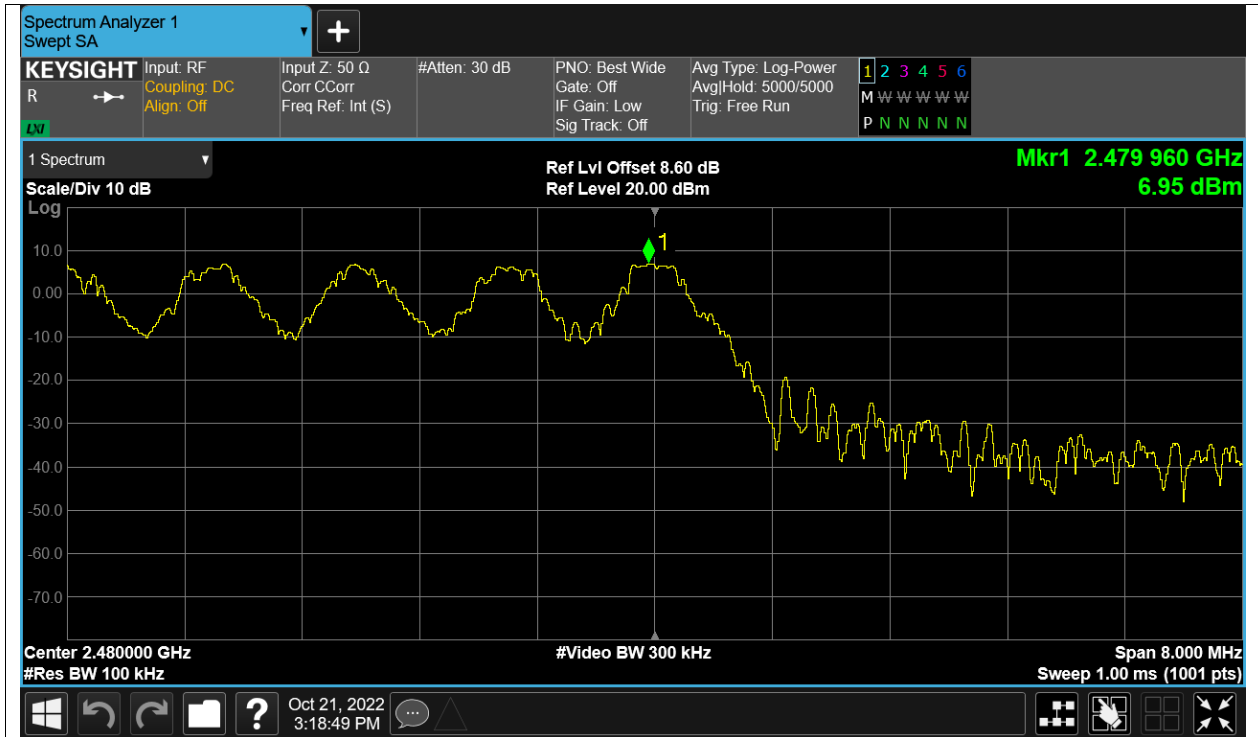 Spectrum Analyzer 1
Swept SA
KEYSIGHT
R
LXI
Input: RF
Coupling: DC
Align: Off
Input Z: 50 Ω
Corr CCorr
Freq Ref: Int (S)
#Atten: 30 dB
PNO: Best Wide
Gate: Off
IF Gain: Low
Sig Track: Off
Avg Type: Log-Power
Avg|Hold: 5000/5000
Trig: Free Run
1 2 3 4 5 6
M W W W W W
P N N N N N N
1 Spectrum
Scale/Div 10 dB
Log
Ref Lvl Offset 8.60 dB
Ref Level 20.00 dBm
Mkr1 2.479 960 GHz
6.95 dBm
1
10.0
0.00
-10.0
-20.0
-30.0
-40.0
-50.0
-60.0
-70.0
Center 2.480000 GHz
#Res BW 100 kHz
#Video BW 300 kHz
Span 8.000 MHz
Sweep 1.00 ms (1001 pts)
?
Oct 21, 2022
3:18:49 PM